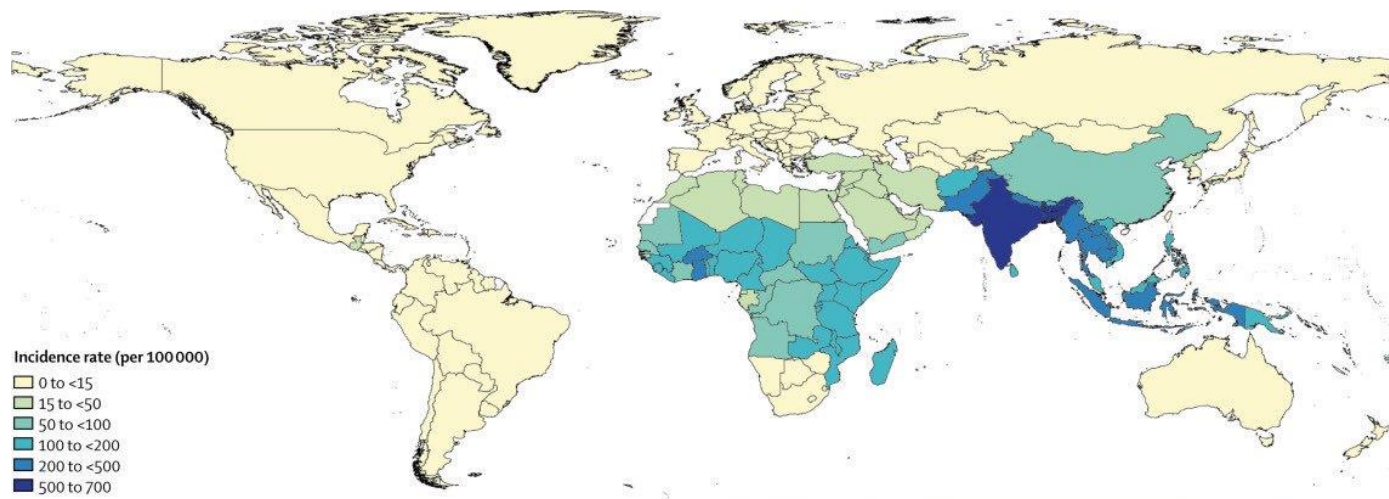 Incidence rate (per 100 000)
0 to <15
15 to <50
50 to <100
100 to <200
200 to <500
500 to 700